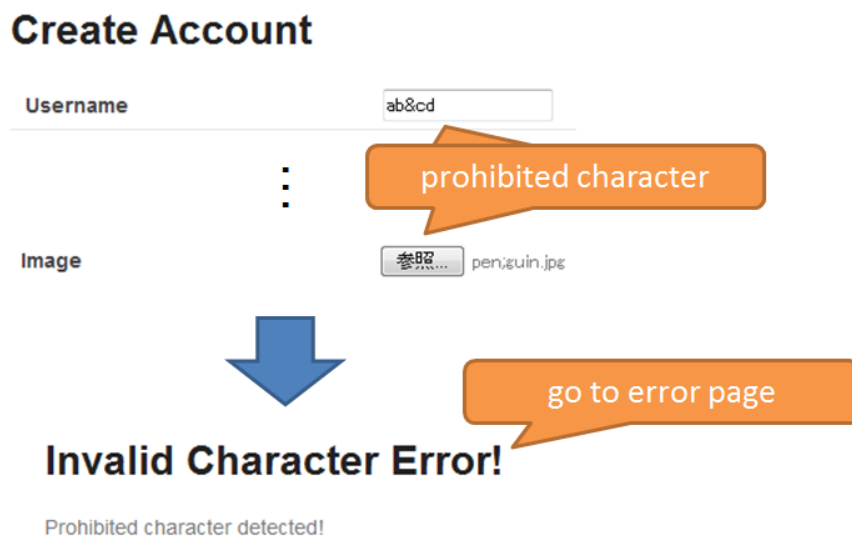 Create Account
Username
ab&cd
prohibited character
Image
参照...
pen;guin.jpg
go to error page
Invalid Character Error!
Prohibited character detected!